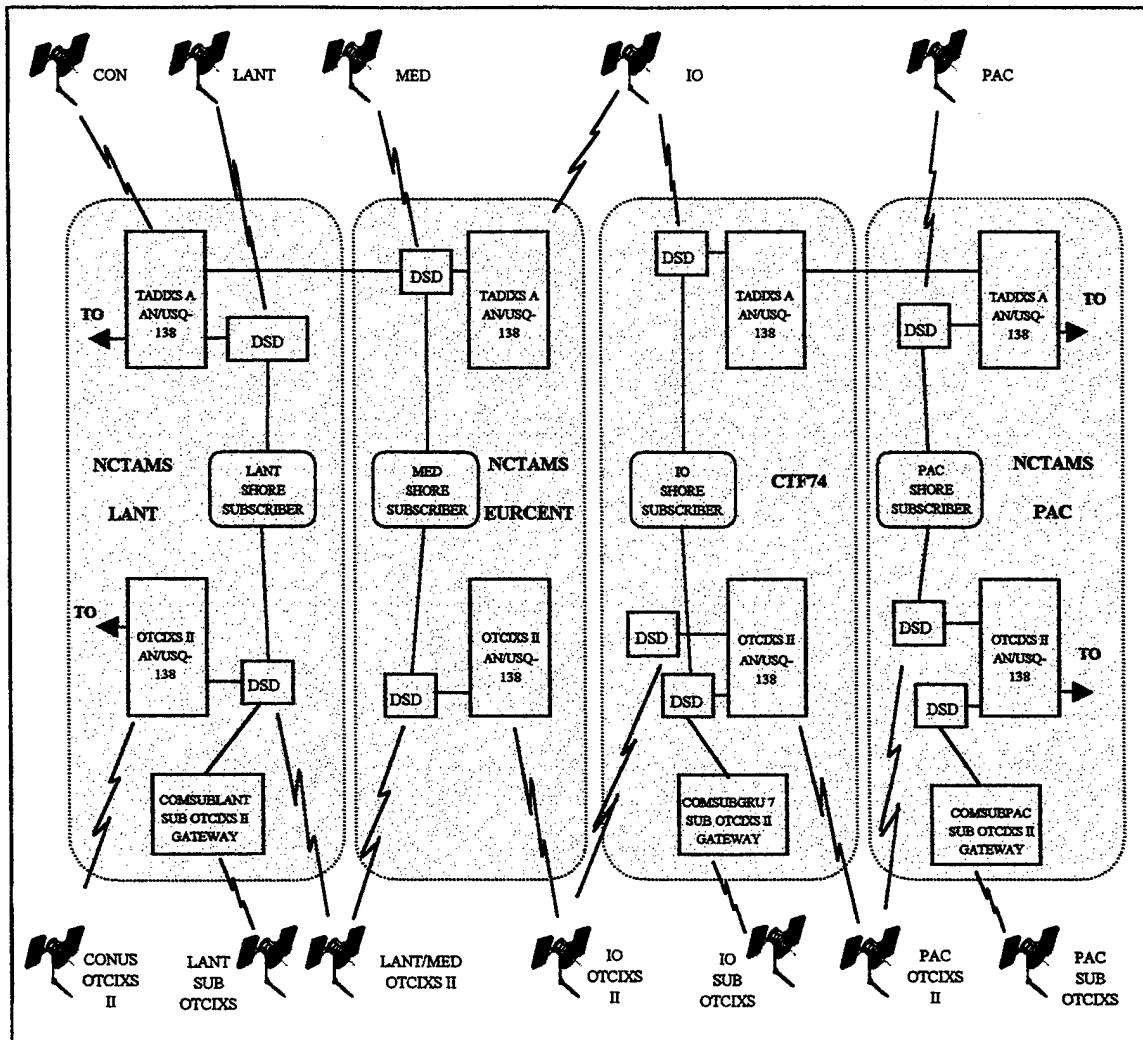 CON
LANT
MED
IO
PAC
TADIXS A
AN/USQ-
138
TO
DSD
DSD
TADIXS A
AN/USQ-
138
DSD
TADIXS A
AN/USQ-
138
DSD
TADIXS A
AN/USQ-
138
TO
NCTAMS
LANT
LANT
SHORE
SUBSCRIBER
MED
SHORE
SUBSCRIBER
NCTAMS
EURCENT
IO
SHORE
SUBSCRIBER
CTF74
PAC
SHORE
SUBSCRIBER
NCTAMS
PAC
TO
OTCIXS II
AN/USQ-
138
DSD
DSD
OTCIXS II
AN/USQ-
138
DSD
DSD
OTCIXS II
AN/USQ-
138
DSD
DSD
OTCIXS II
AN/USQ-
138
TO
COMSUBLANT
SUB OTCIXS II
GATEWAY
COMSUBGRU 7
SUB OTCIXS II
GATEWAY
COMSUBPAC
SUB OTCIXS II
GATEWAY
CONUS
OTCIXS
II
LANT
SUB
OTCIXS
LANT/MED
OTCIXS II
IO
OTCIXS
II
IO
SUB
OTCIXS
PAC
OTCIXS
II
PAC
SUB
OTCIXS